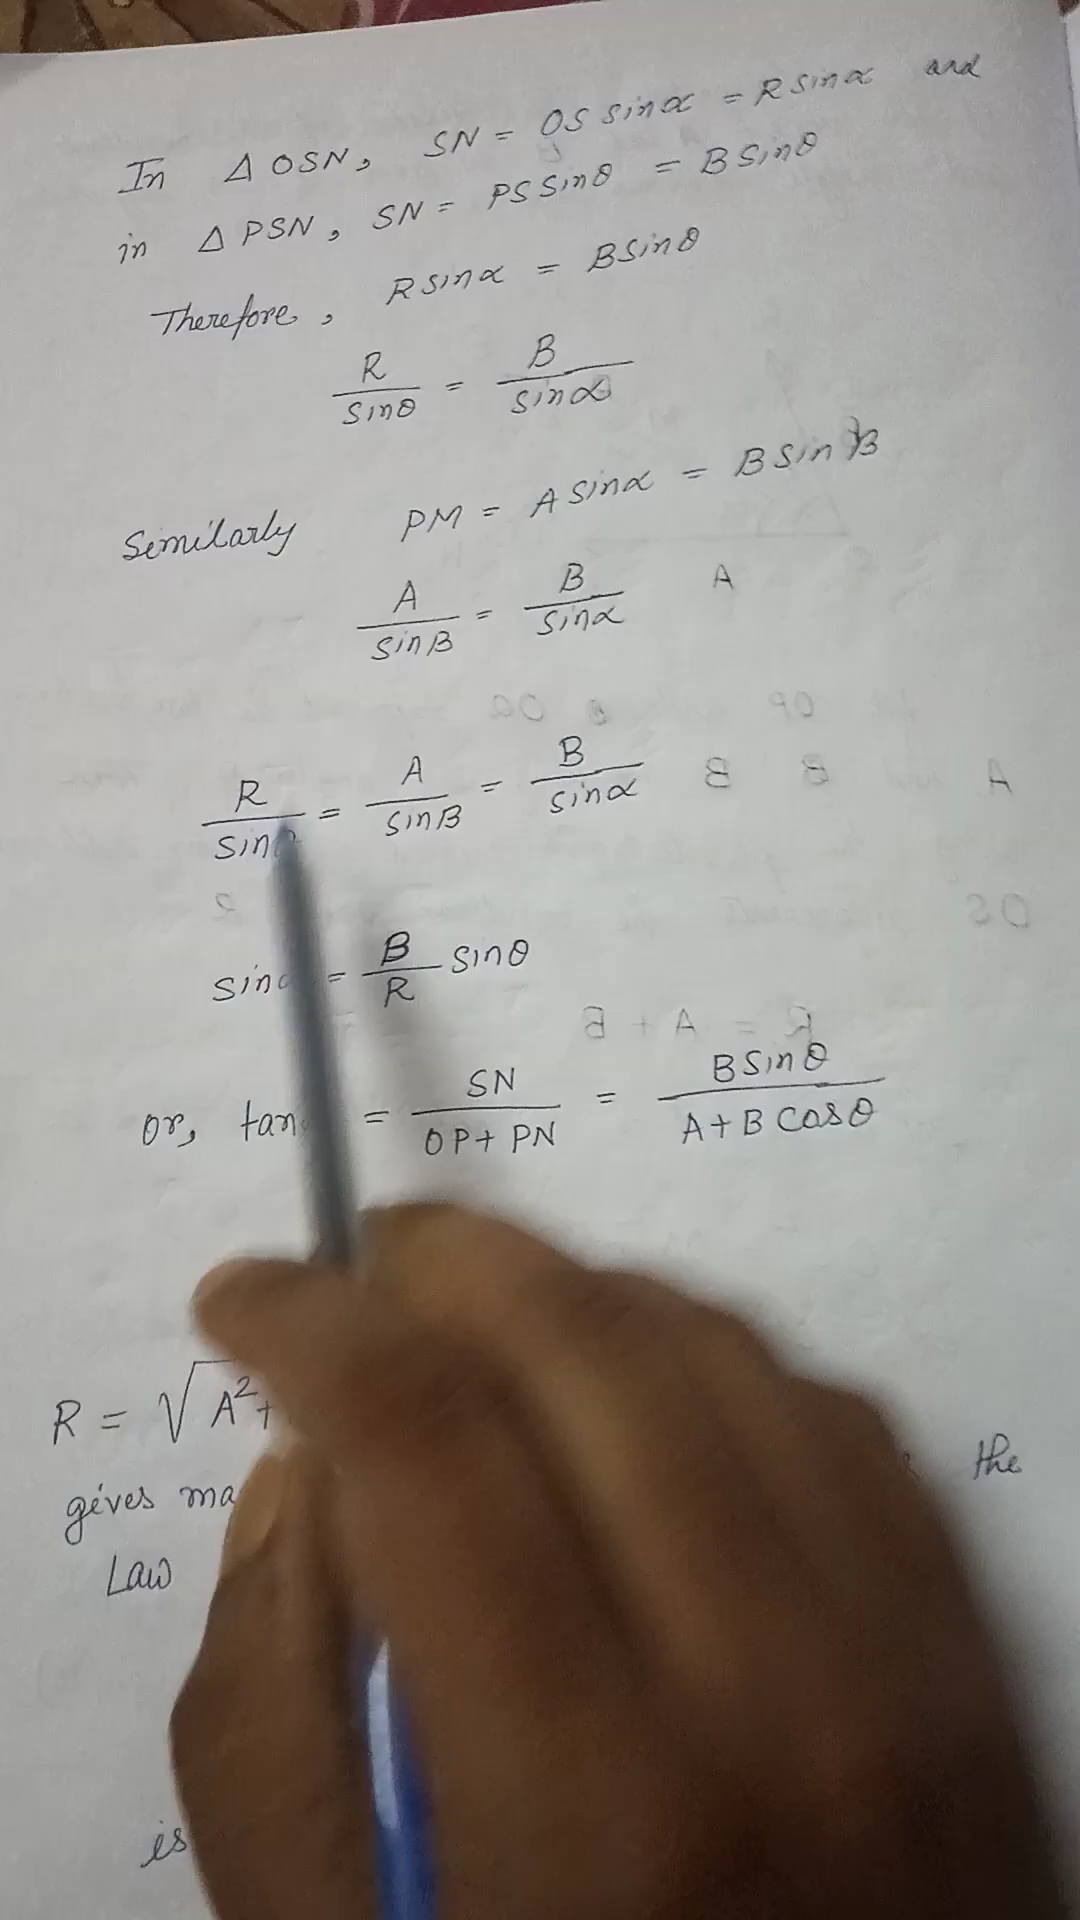 In Δ OSN, SN = OS sinα = R sinα and
in Δ PSN, SN = PS sinθ = B sinθ
Therefore, R sinα = B sinθ
R/sinθ = B/sinα
Similarly PM = A sinα = B sin β
A/sinβ = B/sinα
R/sin = A/sinβ = B/sinα
sin = B/R sinθ
or, tan = SN/OP + PN = B sinθ/A + B cosθ
R = √A² +
the
gives
Law
is